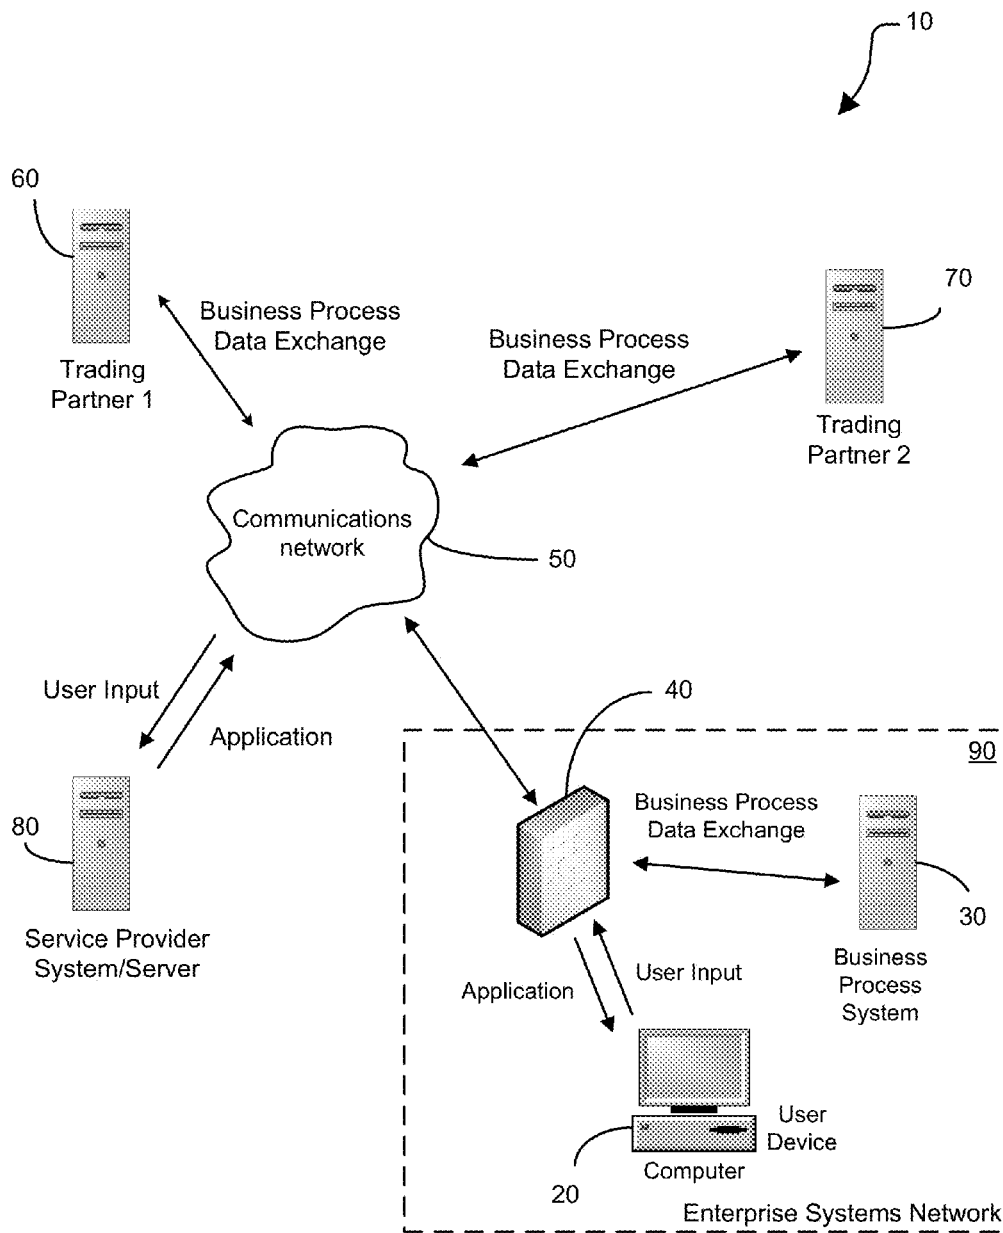 10
60
Trading
Partner 1
Business Process
Data Exchange
Business Process
Data Exchange
70
Trading
Partner 2
Communications
network
50
User Input
Application
80
Service Provider
System/Server
40
90
Business Process
Data Exchange
30
Business
Process
System
Application
User Input
User
Device
20
Computer
Enterprise Systems Network